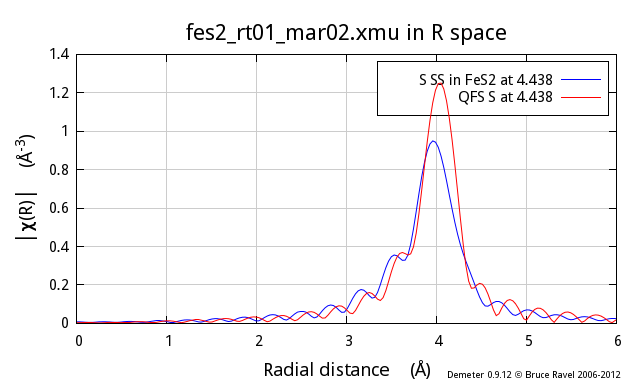 fes2_rt01_mar02.xmu in R space
1.4
S SS in FeS2 at 4.438
QFS S at 4.438
1.2
1
0.8
0.6
0.4
0.2
0
|χ(R)| (Å⁻³)
0 1 2 3 4 5 6
Radial distance (Å)
Demeter 0.9.12 © Bruce Ravel 2006-2012